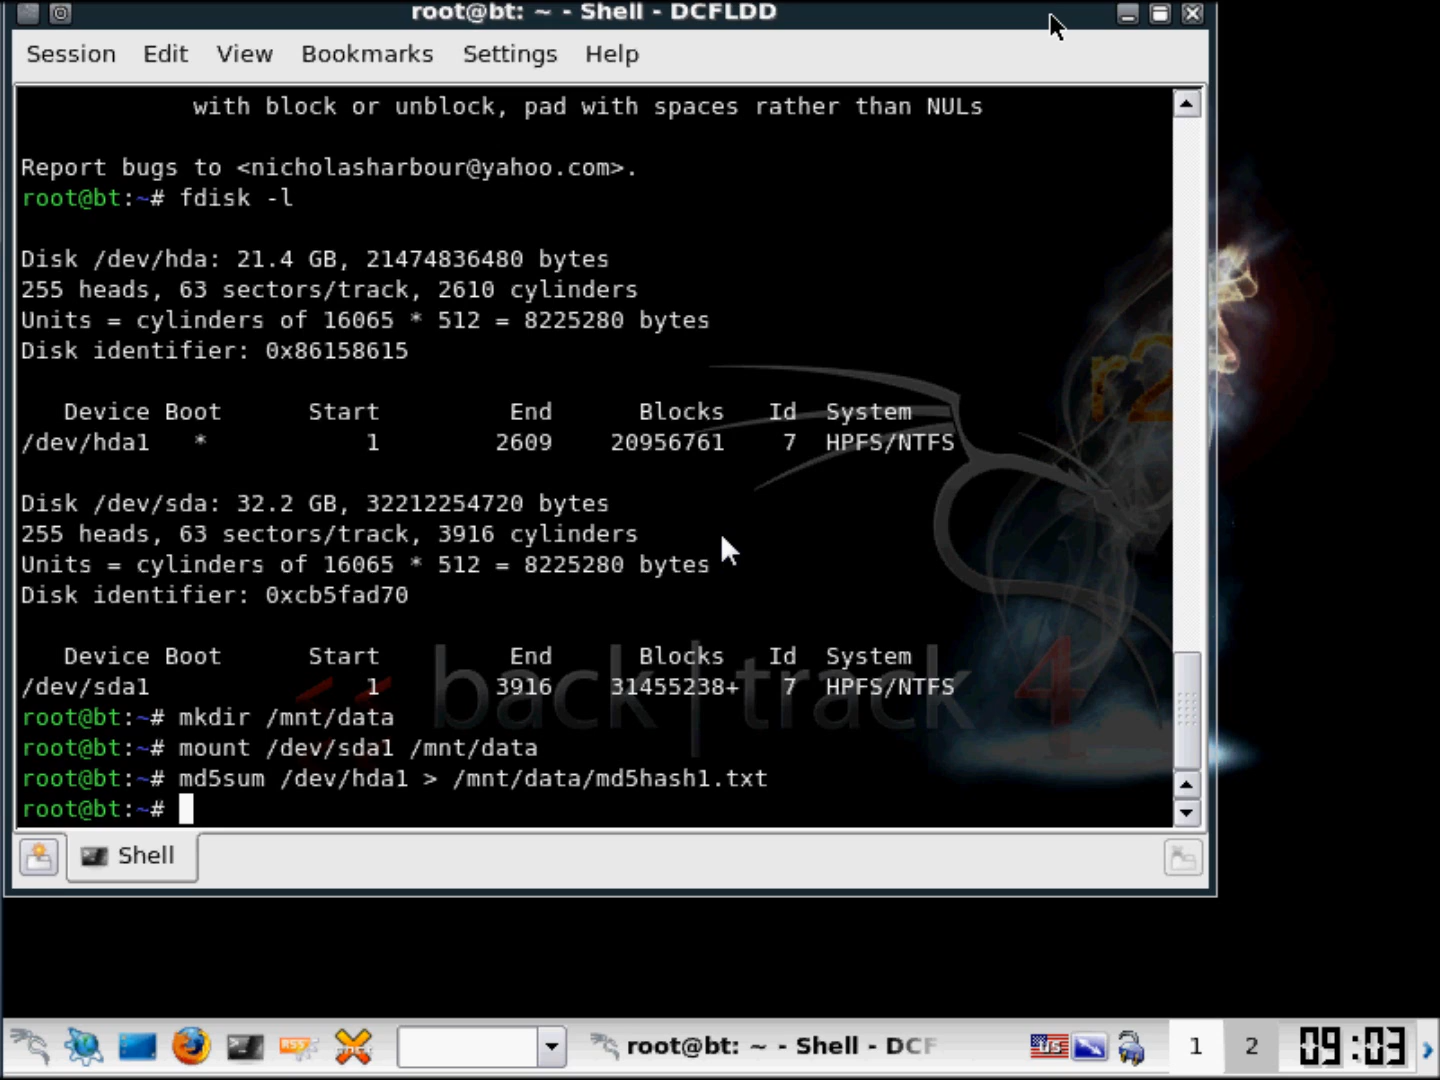 root@bt: ~ - Shell - DCFLDD
Session Edit View Bookmarks Settings Help
with block or unblock, pad with spaces rather than NULs
Report bugs to <nicholasharbour@yahoo.com>.
root@bt:~# fdisk -l
Disk /dev/hda: 21.4 GB, 21474836480 bytes
255 heads, 63 sectors/track, 2610 cylinders
Units = cylinders of 16065 * 512 = 8225280 bytes
Disk identifier: 0x86158615
Device Boot Start End Blocks Id System
/dev/hda1 * 1 2609 20956761 7 HPFS/NTFS
Disk /dev/sda: 32.2 GB, 32212254720 bytes
255 heads, 63 sectors/track, 3916 cylinders
Units = cylinders of 16065 * 512 = 8225280 bytes
Disk identifier: 0xcb5fad70
Device Boot Start End Blocks Id System
/dev/sda1 1 3916 31455238+ 7 HPFS/NTFS
root@bt:~# mkdir /mnt/data
root@bt:~# mount /dev/sda1 /mnt/data
root@bt:~# md5sum /dev/hda1 > /mnt/data/md5hash1.txt
root@bt:~#
back|track 4
Shell
root@bt: ~ - Shell - DCF
US
1 2 09:03